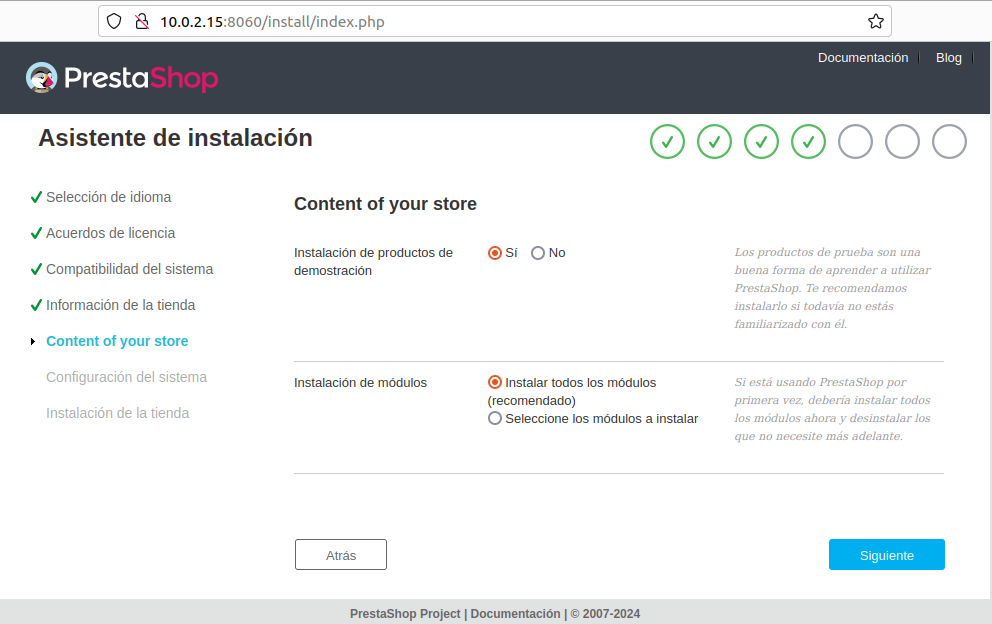 10.0.2.15:8060/install/index.php
Documentación
Blog
PrestaShop
Asistente de instalación
Selección de idioma
Acuerdos de licencia
Compatibilidad del sistema
Información de la tienda
Content of your store
Configuración del sistema
Instalación de la tienda
Content of your store
Instalación de productos de
demostración
Sí No
Los productos de prueba son una
buena forma de aprender a utilizar
PrestaShop. Te recomendamos
instalarlo si todavía no estás
familiarizado con él.
Instalación de módulos
Instalar todos los módulos
(recomendado)
Seleccione los módulos a instalar
Si está usando PrestaShop por
primera vez, debería instalar todos
los módulos ahora y desinstalar los
que no necesite más adelante.
Atrás
Siguiente
PrestaShop Project | Documentación | © 2007-2024